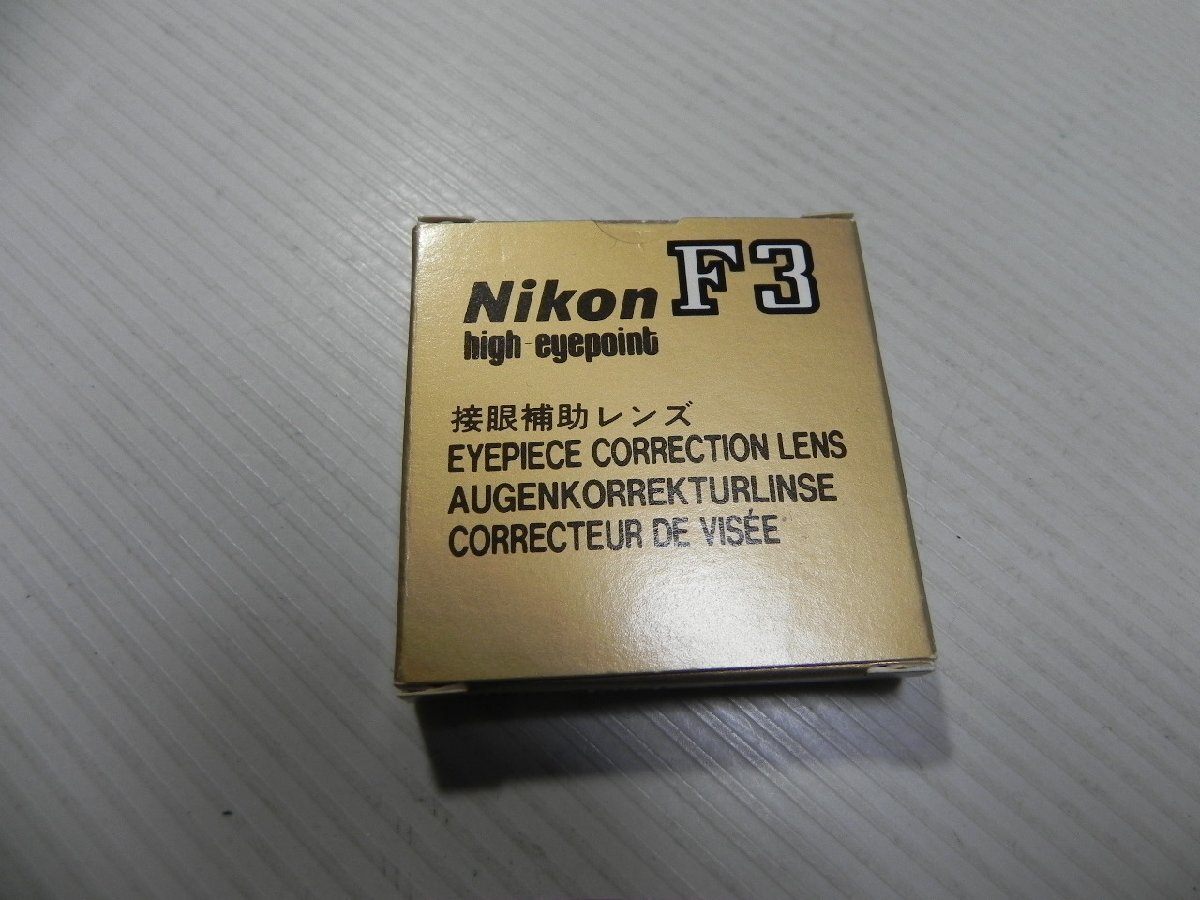 Nikon F3
high-eyepoint
接眼補助レンズ
EYEPIECE CORRECTION LENS
AUGENKORREKTURLINSE
CORRECTEUR DE VISÉE